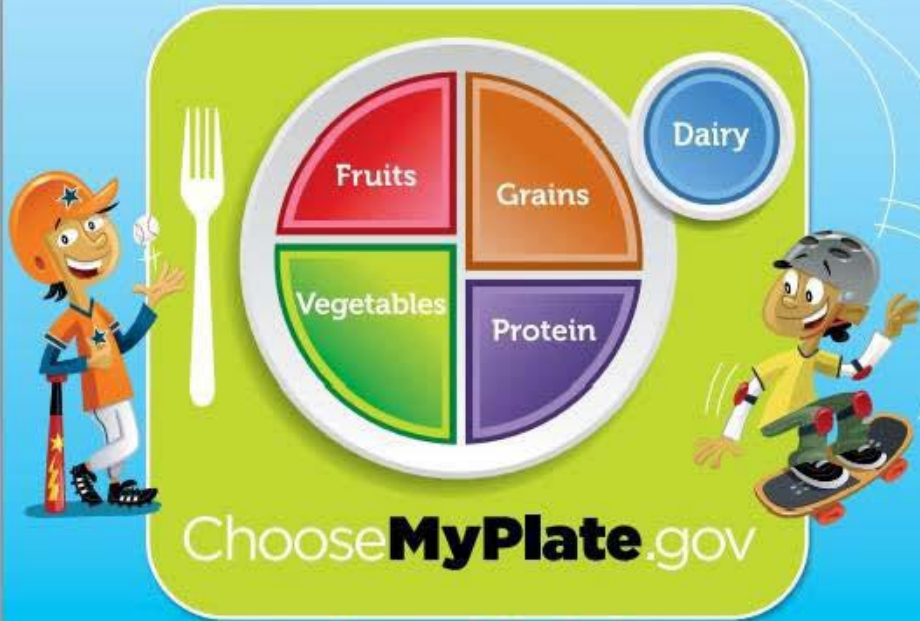 Dairy
Fruits
Grains
Vegetables
Protein
ChooseMyPlate.gov